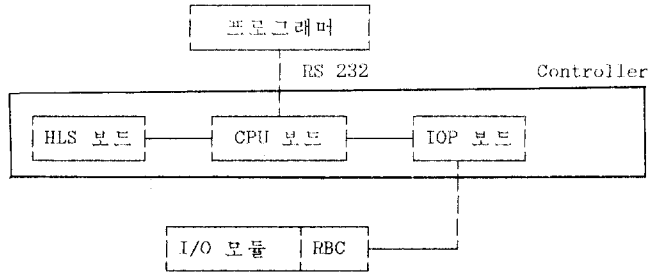 프로그래머
RS 232
Controller
HLS 보드
CPU 보드
IOP 보드
I/O 모듈
RBC